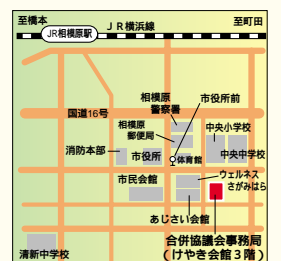 至橋本
ＪＲ横浜線
至町田
JR相模原駅
国道16号
相模原
警察署
市役所前
相模原
郵便局
中央小学校
消防本部
市役所
体育館
中央中学校
市民会館
ウェルネス
さがみはら
あじさい会館
合併協議会事務局
（けやき会館３階）
清新中学校